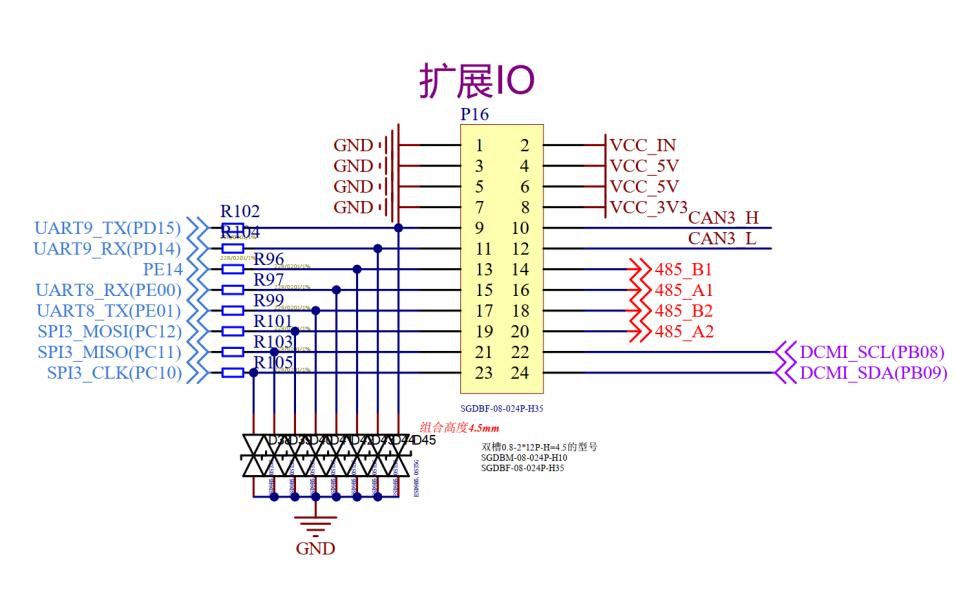 扩展IO
P16
GND 1 2 VCC_IN
GND 3 4 VCC_5V
GND 5 6 VCC_5V
GND 7 8 VCC_3V3
R102
UART9_TX(PD15) 9 10 CAN3_H
R104
UART9_RX(PD14) 11 12 CAN3_L
R96
PE14 13 14 485_B1
R97
UART8_RX(PE00) 15 16 485_A1
R99
UART8_TX(PE01) 17 18 485_B2
R101
SPI3_MOSI(PC12) 19 20 485_A2
R103
SPI3_MISO(PC11) 21 22 DCMI_SCL(PB08)
R105
SPI3_CLK(PC10) 23 24 DCMI_SDA(PB09)
SGDBF-08-024P-H35
组合高度4.5mm
D45
双槽0.8-2*12P-H=4.5的型号
SGDBM-08-024P-H10
SGDBF-08-024P-H35
GND